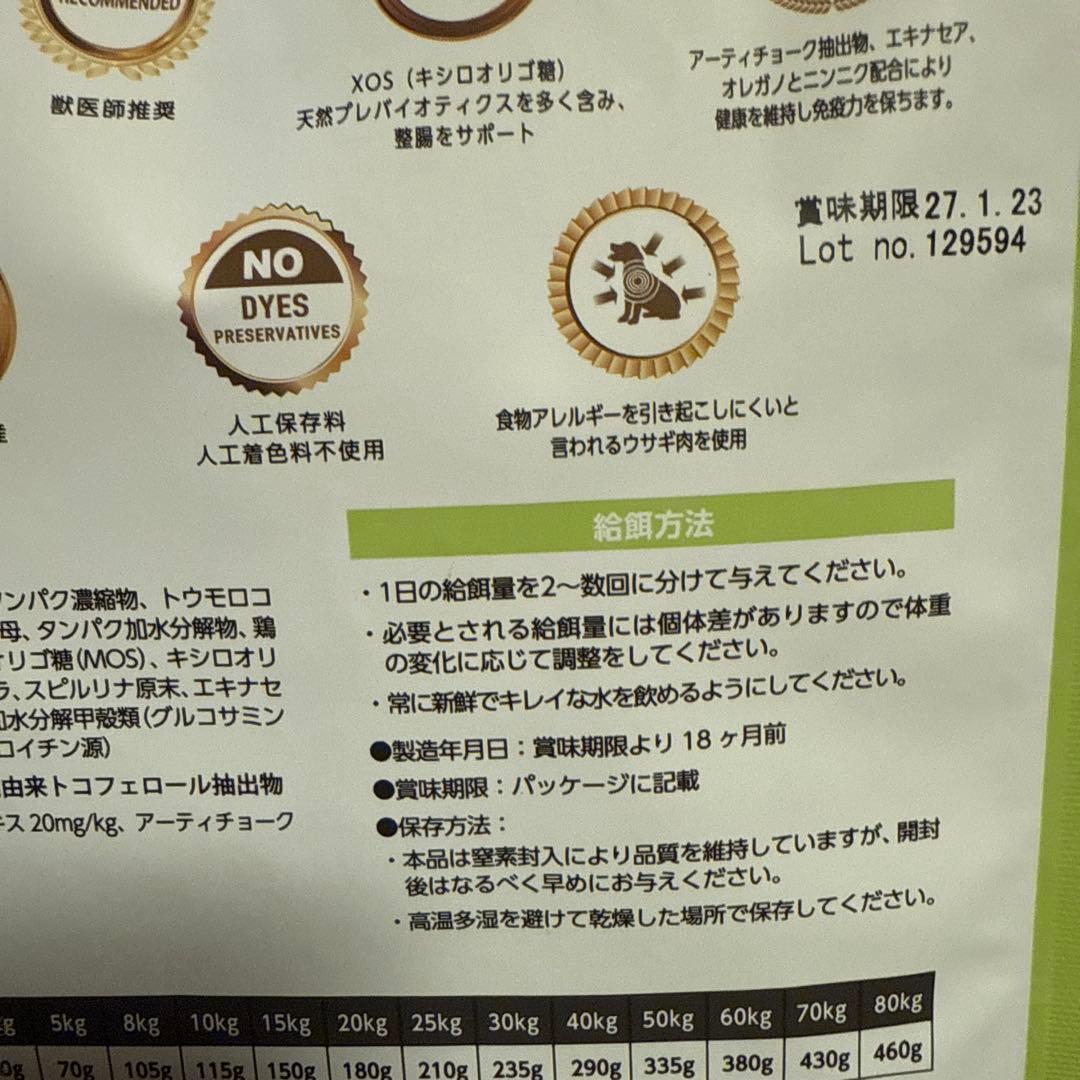 RECOMMENDED
獣医師推奨
XOS(キシロオリゴ糖)
天然プレバイオティクスを多く含み、
整腸をサポート
アーティチョーク抽出物、エキナセア、
オレガノとニンニク配合により
健康を維持し免疫力を保ちます。
賞味期限27.1.23
Lot no.129594
NO
DYES
PRESERVATIVES
人工保存料
人工着色料不使用
食物アレルギーを引き起こしにくいと
言われるウサギ肉を使用
給餌方法
・1日の給餌量を2〜数回に分けて与えてください。
・必要とされる給餌量には個体差がありますので体重
の変化に応じて調整をしてください。
・常に新鮮でキレイな水を飲めるようにしてください。
●製造年月日：賞味期限より 18 ヶ月前
●賞味期限：パッケージに記載
●保存方法：
・本品は窒素封入により品質を維持していますが、開封
後はなるべく早めにお与えください。
・高温多湿を避けて乾燥した場所で保存してください。
ンパク濃縮物、トウモロコ
母、タンパク加水分解物、鶏
リゴ糖(MOS)、キシロオリ
ラ、スピルリナ原末、エキナセ
水分解甲殻類(グルコサミン
コイチン源)
由来トコフェロール抽出物
キス 20mg/kg、アーティチョーク
5kg 8kg 10kg 15kg 20kg 25kg 30kg 40kg 50kg 60kg 70kg 80kg
70g 105g 115g 150g 180g 210g 235g 290g 335g 380g 430g 460g